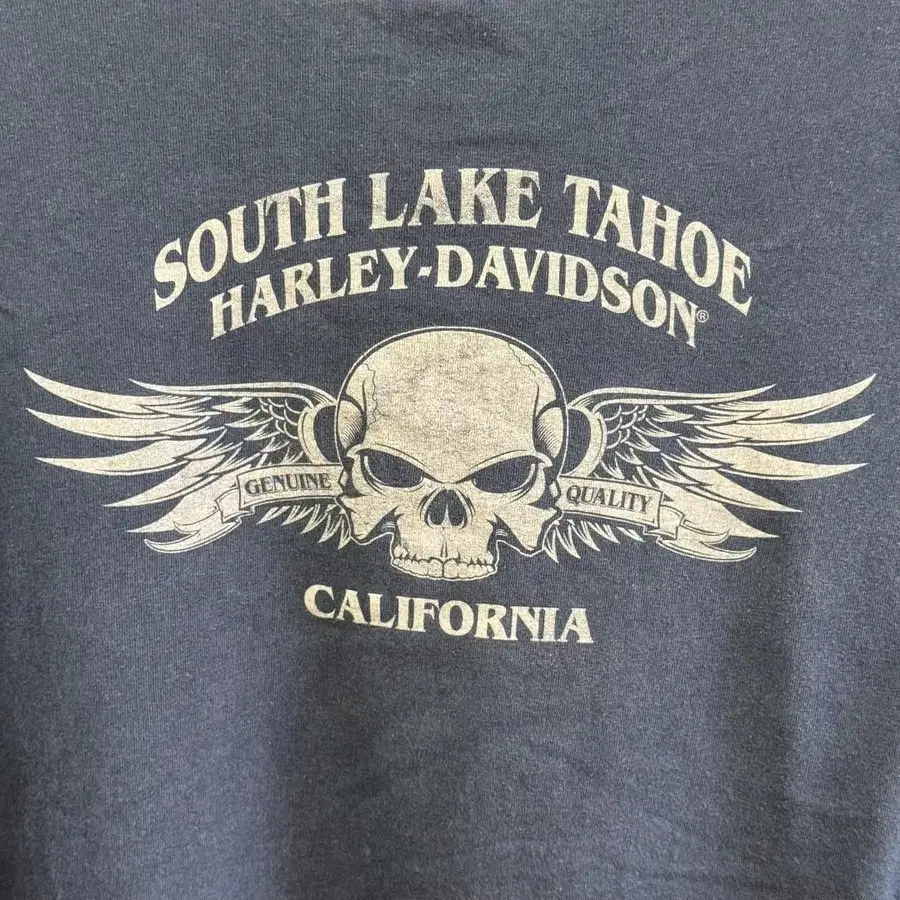 SOUTH LAKE TAHOE
HARLEY-DAVIDSON®
GENUINE QUALITY
CALIFORNIA